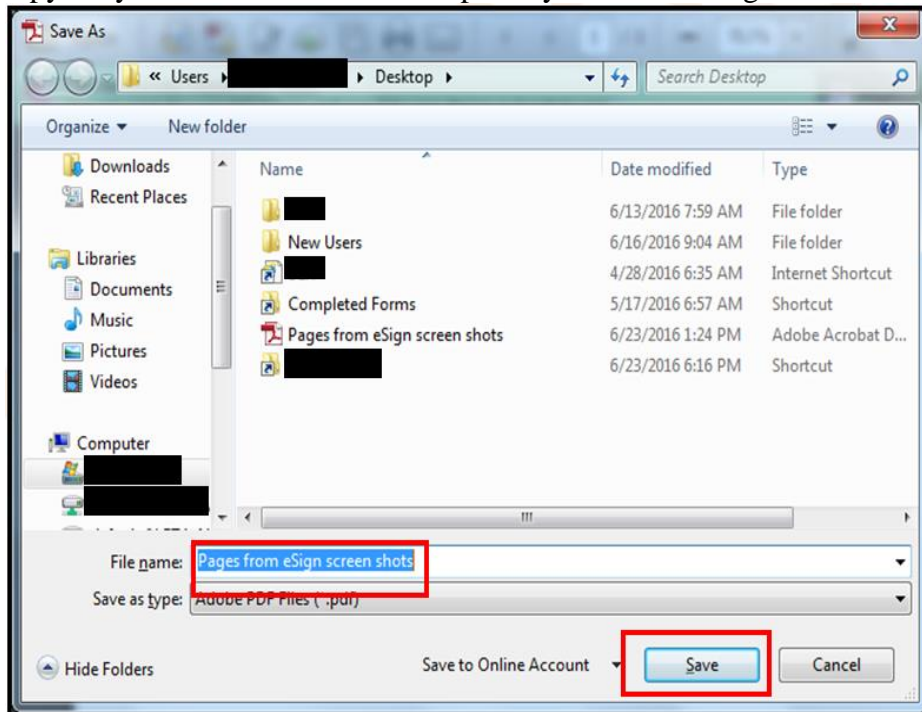 Save As
« Users ▸ ▸ Desktop ▸ Search Desktop
Organize ▾ New folder
Downloads
Recent Places
Libraries
Documents
Music
Pictures
Videos
Computer
Name Date modified Type
6/13/2016 7:59 AM File folder
New Users 6/16/2016 9:04 AM File folder
4/28/2016 6:35 AM Internet Shortcut
Completed Forms 5/17/2016 6:57 AM Shortcut
Pages from eSign screen shots 6/23/2016 1:24 PM Adobe Acrobat D...
6/23/2016 6:16 PM Shortcut
File name: Pages from eSign screen shots
Save as type: Adobe PDF Files (*.pdf)
Hide Folders Save to Online Account Save Cancel